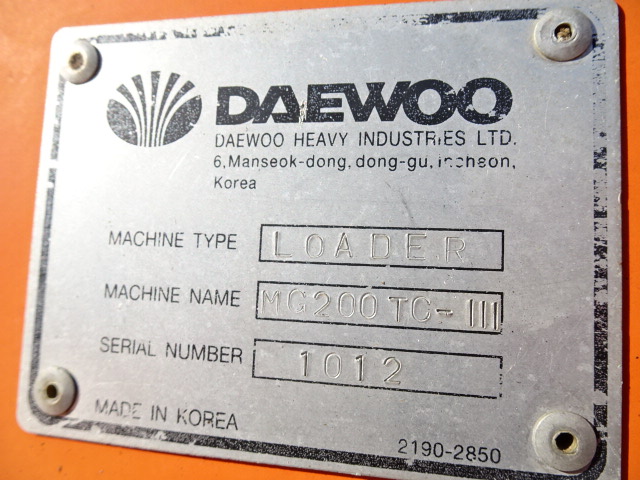 DAEWOO
DAEWOO HEAVY INDUSTRIES LTD.
6, Manseok-dong, dong-gu, incheon,
Korea
MACHINE TYPE LOADER
MACHINE NAME MG200TC-III
SERIAL NUMBER 1012
MADE IN KOREA
2190-2850